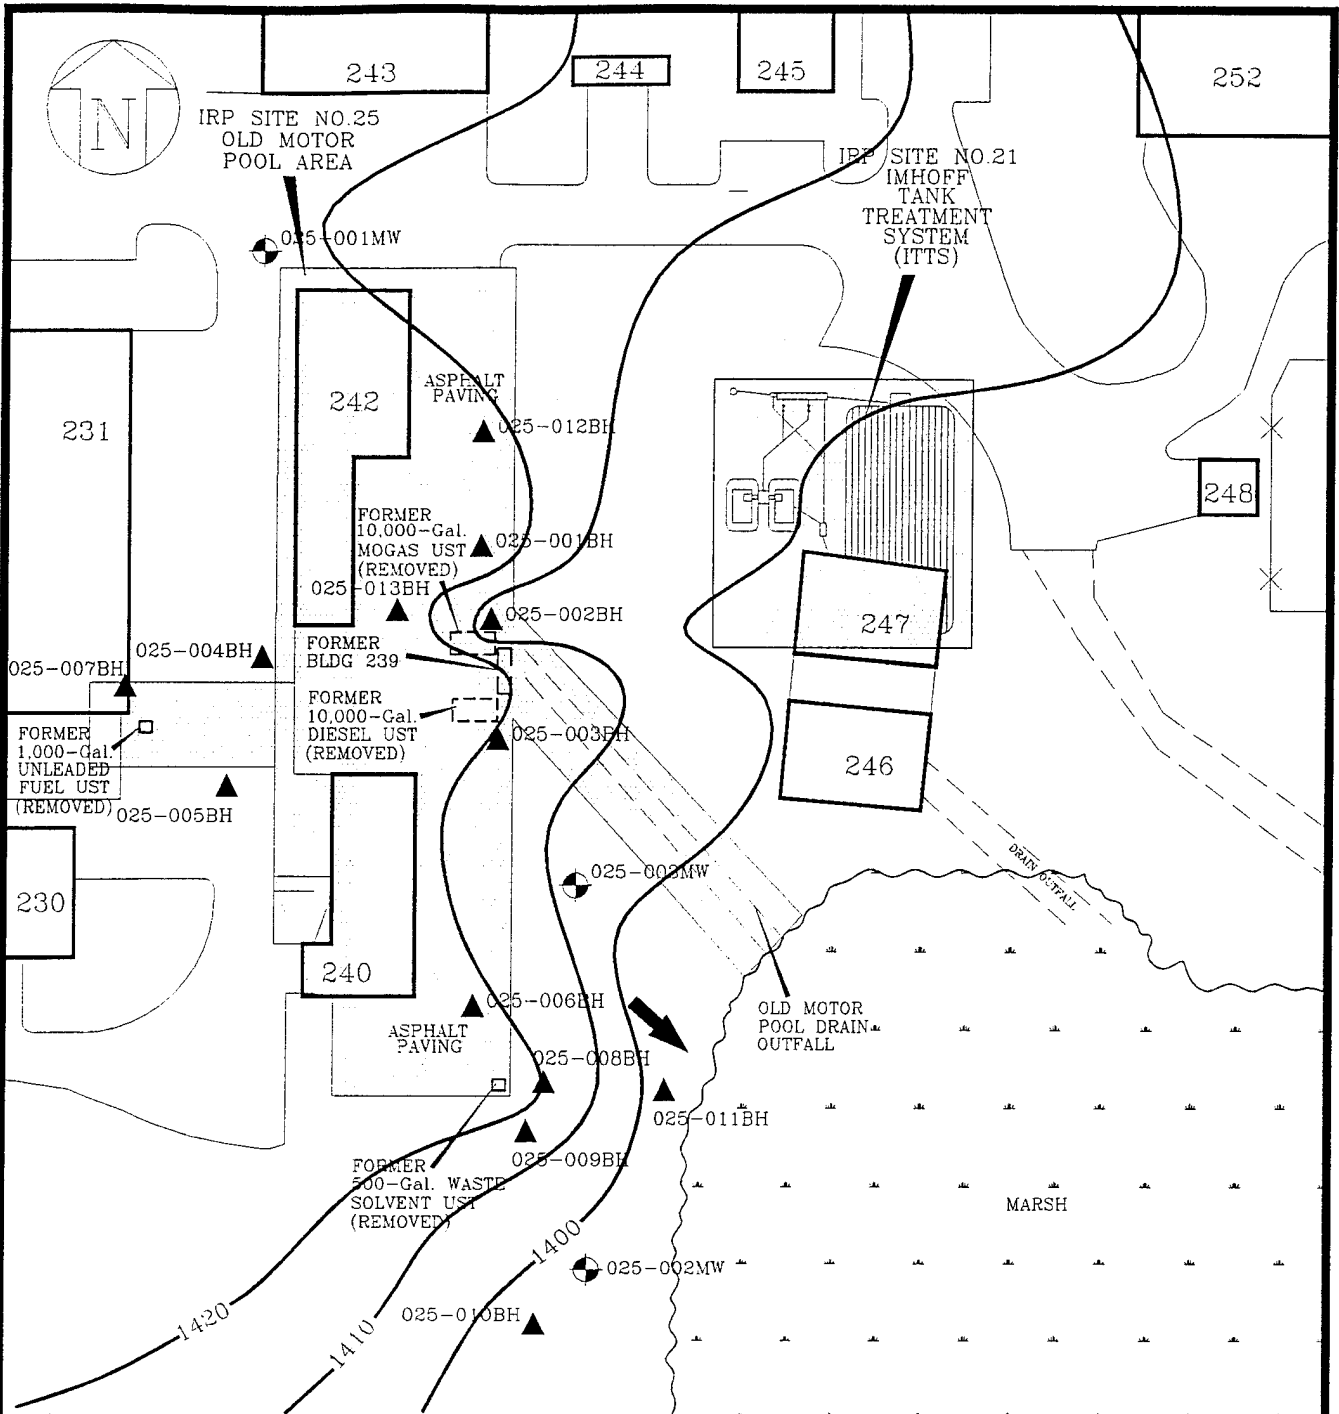 243
244
245
252
N
IRP SITE NO.25
OLD MOTOR
POOL AREA
IRP SITE NO.21
IMHOFF
TANK
TREATMENT
SYSTEM
(ITTS)
025-001MW
242
ASPHALT
PAVING
231
025-012BH
248
FORMER
10,000-Gal.
MOGAS UST
(REMOVED)
025-001BH
025-013BH
025-002BH
247
FORMER
BLDG 239
025-004BH
025-007BH
FORMER
10,000-Gal.
DIESEL UST
(REMOVED)
025-003BH
FORMER
1,000-Gal.
UNLEADED
FUEL UST
(REMOVED)
246
025-005BH
DRAIN OUTFALL
025-003MW
230
240
025-006BH
OLD MOTOR
POOL DRAIN
OUTFALL
ASPHALT
PAVING
025-008BH
025-011BH
025-009BH
FORMER
500-Gal. WASTE
SOLVENT UST
(REMOVED)
MARSH
1400
025-002MW
025-010BH
1420
1410